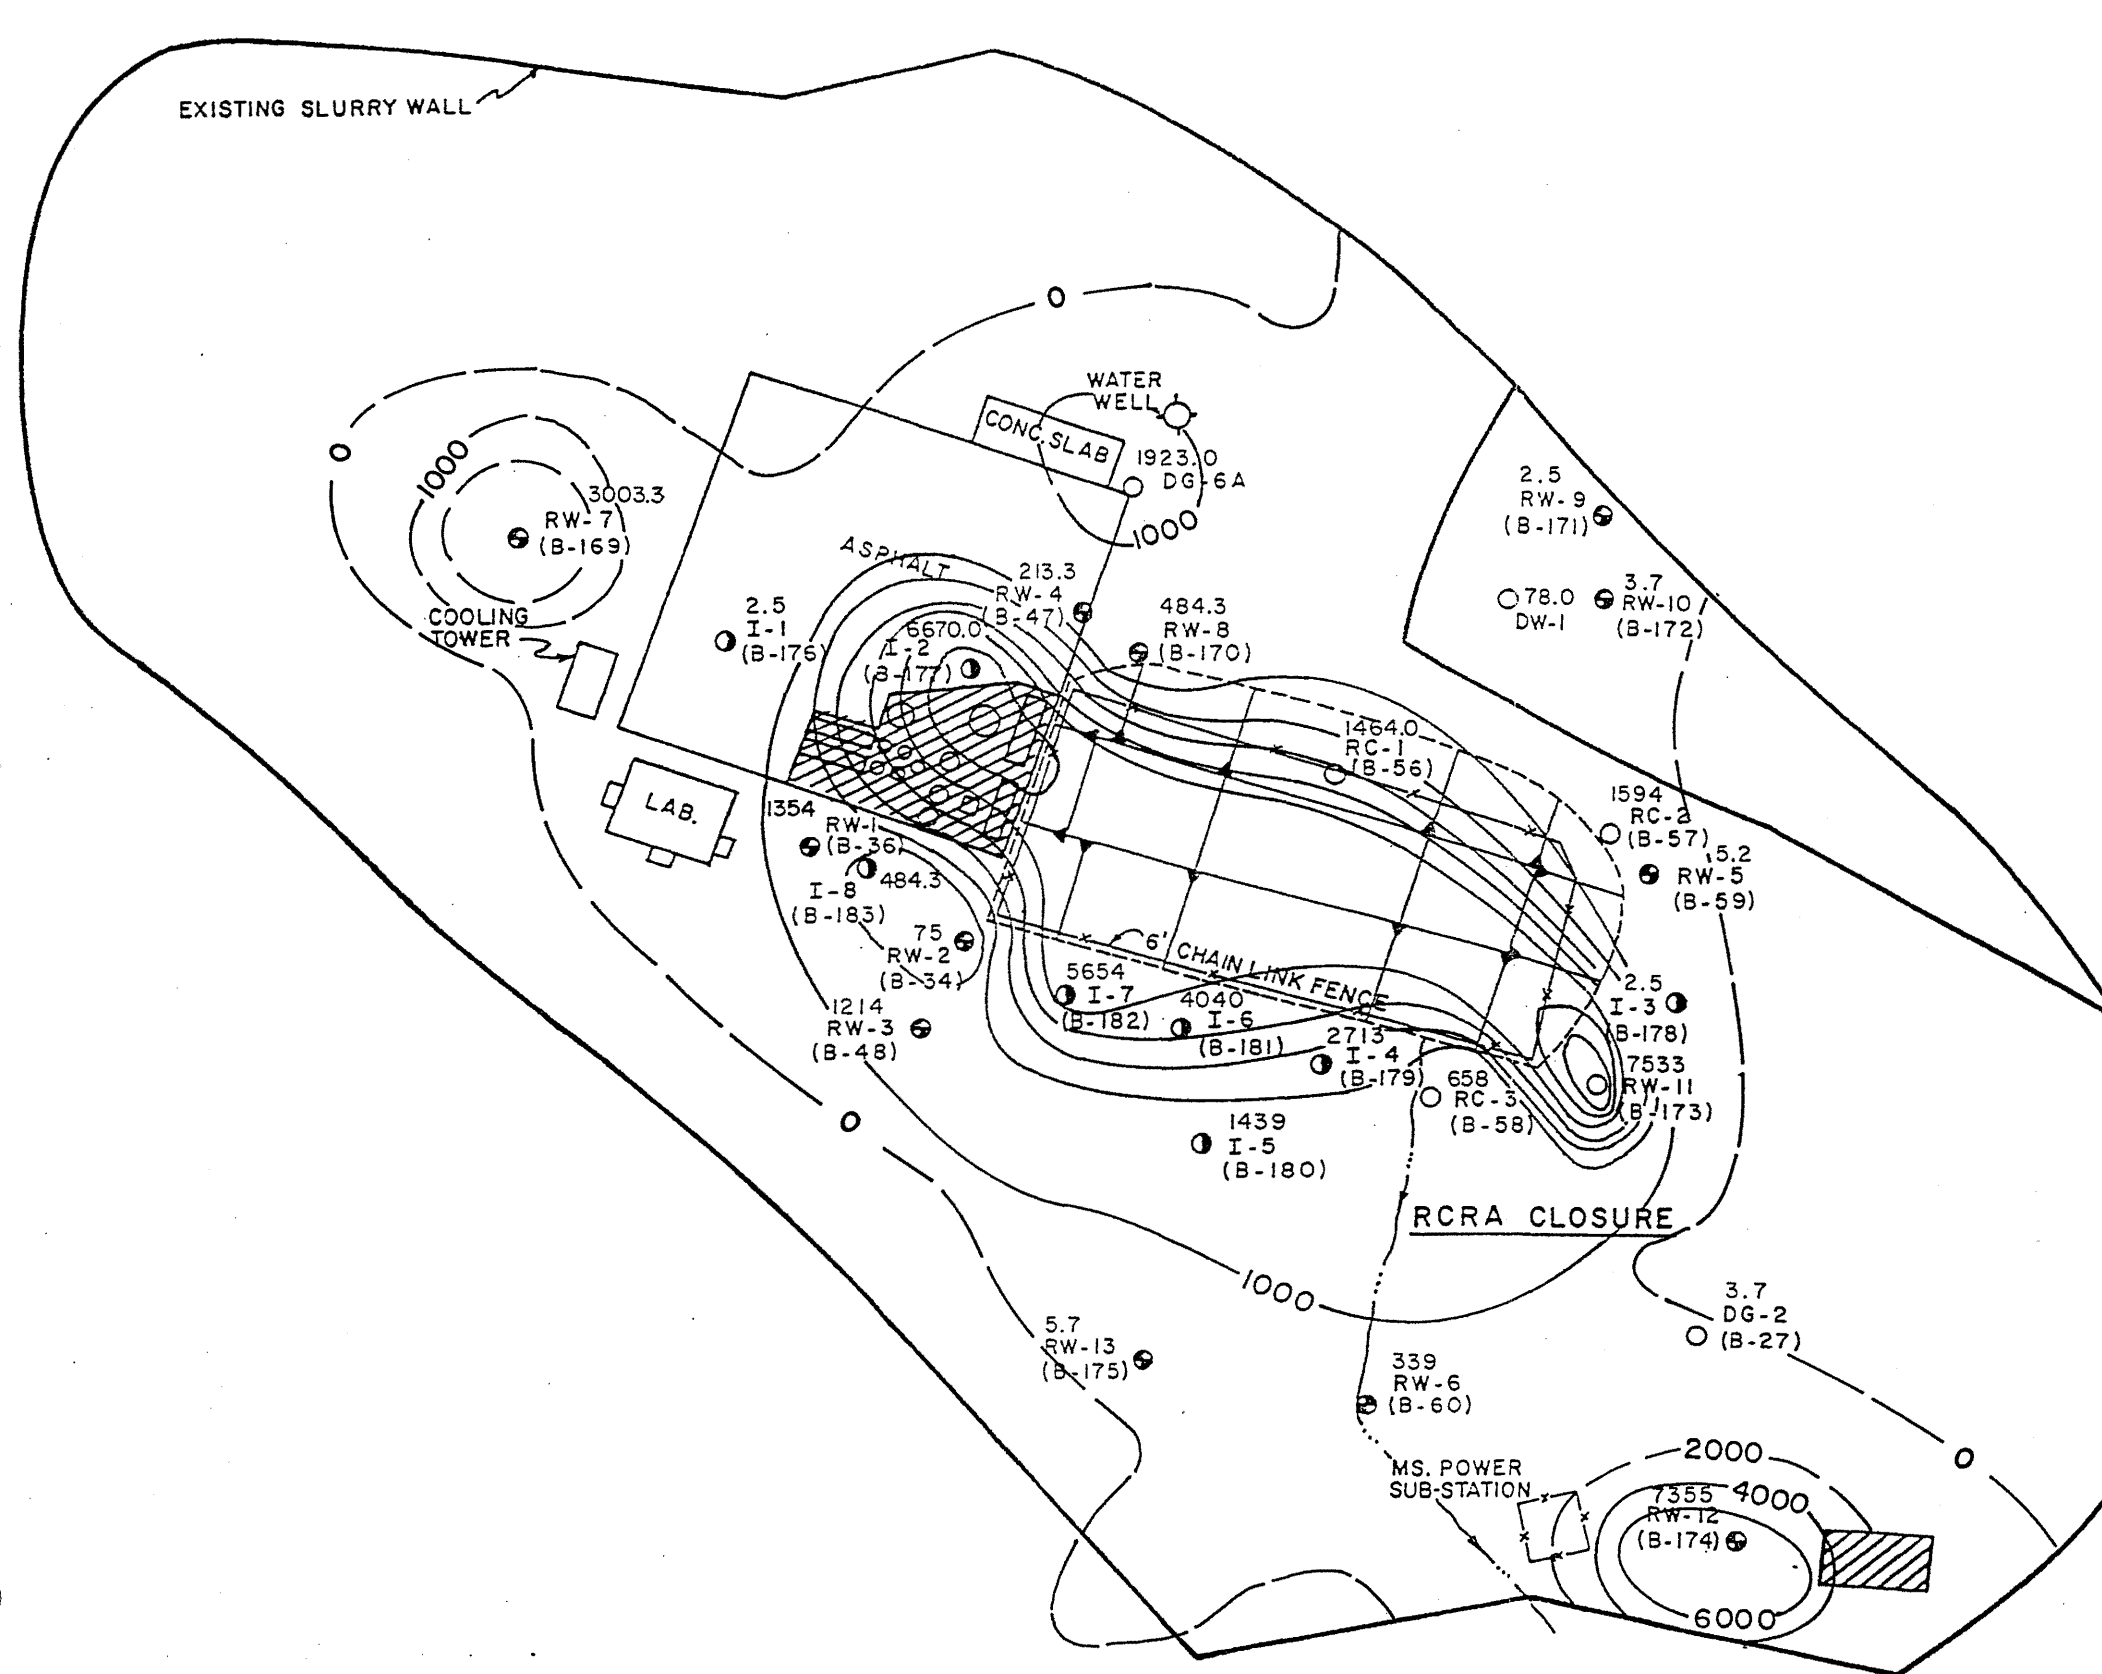 EXISTING SLURRY WALL
0
WATER
WELL
CONC. SLAB
1923.0
DG-6A
1000
0
1000
3003.3
RW-7
(B-169)
COOLING
TOWER
2.5
RW-9
(B-171)
78.0
DW-1
3.7
RW-10
(B-172)
ASPHALT
213.3
RW-4
(B-47)
2.5
I-1
(B-176)
6670.0
I-2
(B-177)
484.3
RW-8
(B-170)
1464.0
RC-1
(B-56)
LAB.
1354
RW-1
(B-36)
I-8
484.3
(B-183)
1594
RC-2
(B-57)
5.2
RW-5
(B-59)
75
RW-2
(B-34)
6' CHAIN LINK FENCE
5654
I-7
(B-182)
4040
I-6
(B-181)
2713
I-4
(B-179)
2.5
I-3
(B-178)
1214
RW-3
(B-48)
7533
RW-11
(B-173)
658
RC-3
(B-58)
0
1439
I-5
(B-180)
RCRA CLOSURE
1000
3.7
DG-2
(B-27)
5.7
RW-13
(B-175)
339
RW-6
(B-60)
0
2000
MS. POWER
SUB-STATION
4000
7355
RW-12
(B-174)
6000